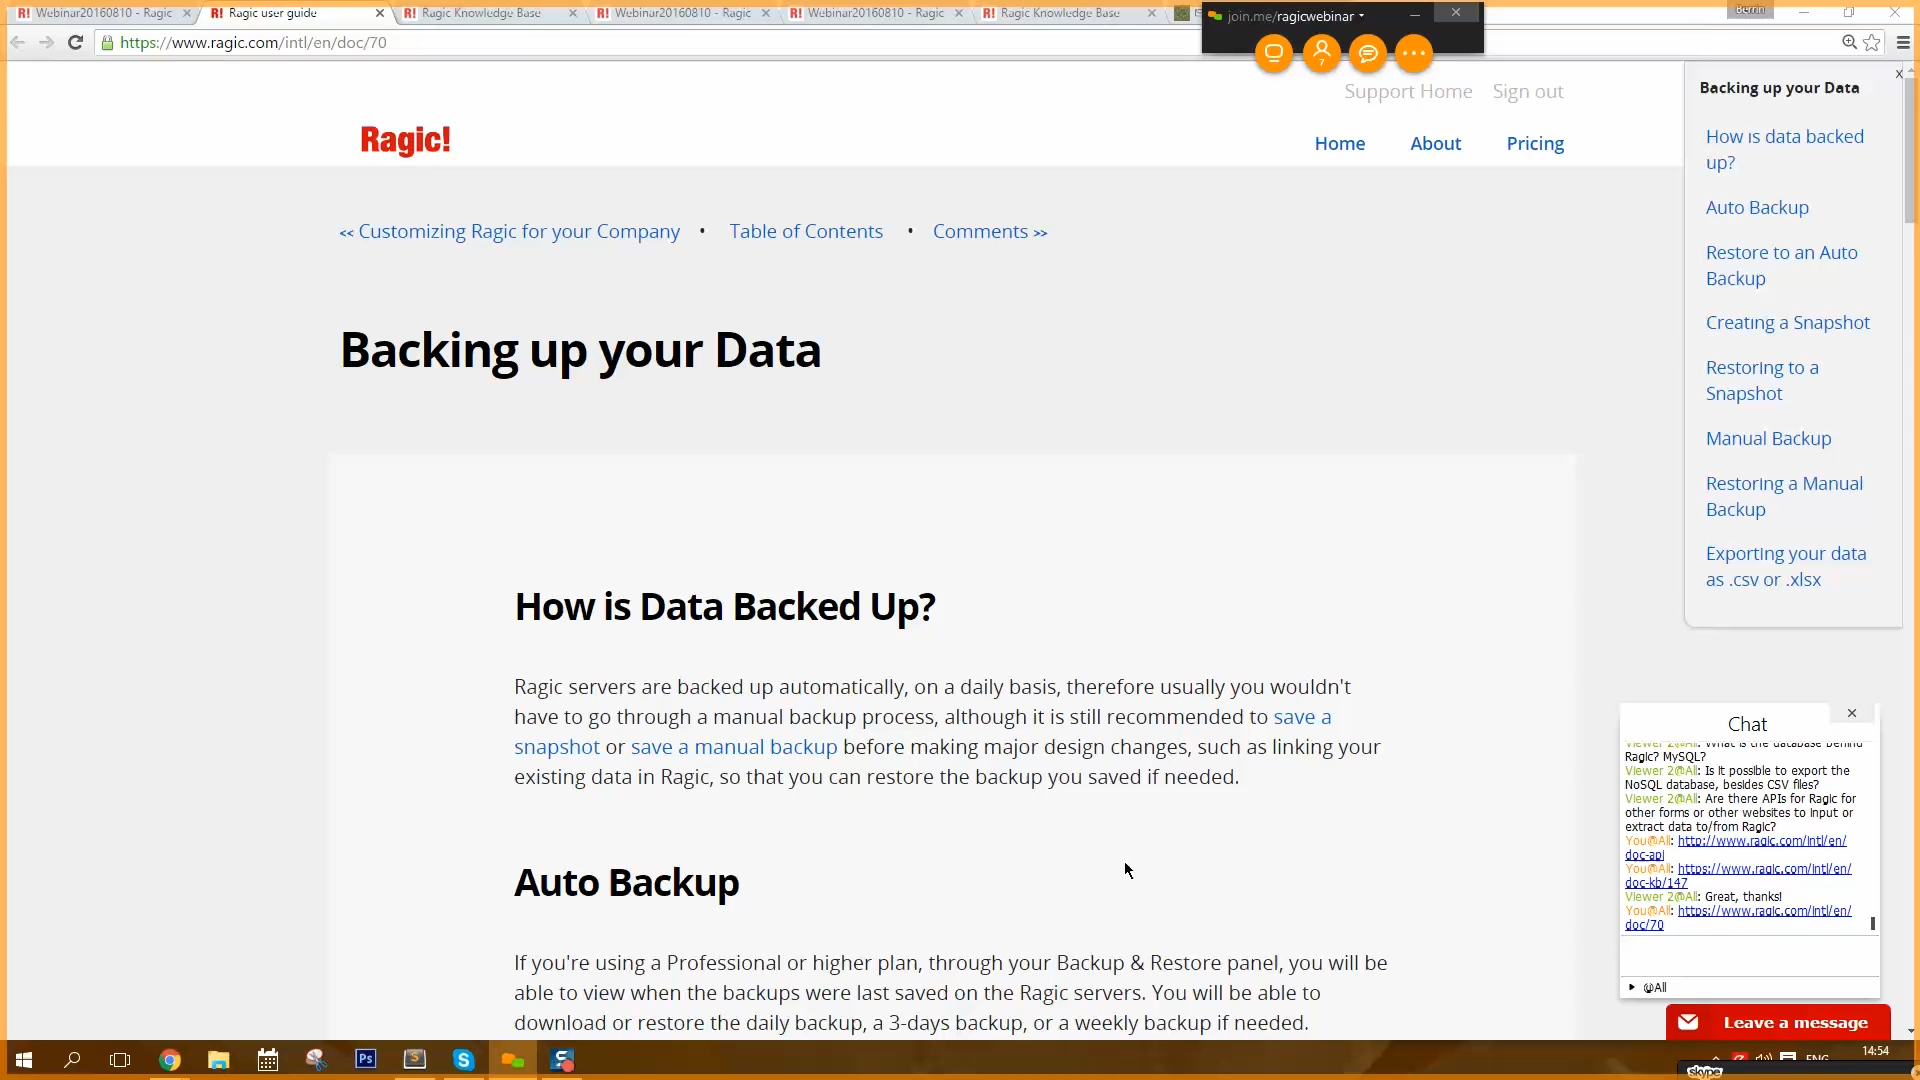 Webinar20160810 - Ragic
Ragic user guide
Ragic Knowledge Base
Webinar20160810 - Ragic
Webinar20160810 - Ragic
Ragic Knowledge Base
join.me/ragicwebinar
Berrin
https://www.ragic.com/intl/en/doc/70
7
Support Home
Sign out
Ragic!
Home
About
Pricing
<< Customizing Ragic for your Company • Table of Contents • Comments >>
Backing up your Data
How is Data Backed Up?
Ragic servers are backed up automatically, on a daily basis, therefore usually you wouldn't
have to go through a manual backup process, although it is still recommended to save a
snapshot or save a manual backup before making major design changes, such as linking your
existing data in Ragic, so that you can restore the backup you saved if needed.
Auto Backup
If you're using a Professional or higher plan, through your Backup & Restore panel, you will be
able to view when the backups were last saved on the Ragic servers. You will be able to
download or restore the daily backup, a 3-days backup, or a weekly backup if needed.
x
Backing up your Data
How is data backed
up?
Auto Backup
Restore to an Auto
Backup
Creating a Snapshot
Restoring to a
Snapshot
Manual Backup
Restoring a Manual
Backup
Exporting your data
as .csv or .xlsx
Chat
Viewer 2@All: What is the database behind
Ragic? MySQL?
Viewer 2@All: Is it possible to export the
NoSQL database, besides CSV files?
Viewer 2@All: Are there APIs for Ragic for
other forms or other websites to input or
extract data to/from Ragic?
You@All: http://www.ragic.com/intl/en/
doc-api
You@All: https://www.ragic.com/intl/en/
doc-kb/147
Viewer 2@All: Great, thanks!
You@All: https://www.ragic.com/intl/en/
doc/70
@All
Leave a message
Ps
S
ENG
14:54
skype